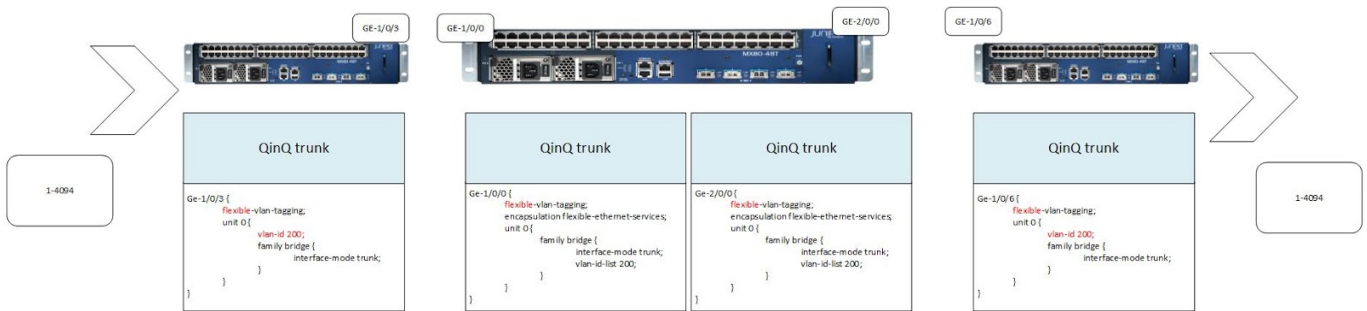 GE-1/0/3
GE-1/0/0
GE-2/0/0
GE-1/0/6
MX80-48T
1-4094
QinQ trunk
Ge-1/0/3 {
flexible-vlan-tagging;
unit 0 {
vlan-id 200;
family bridge {
interface-mode trunk;
}
}
}
QinQ trunk
Ge-1/0/0 {
flexible-vlan-tagging;
encapsulation flexible-ethernet-services;
unit 0 {
family bridge {
interface-mode trunk;
vlan-id-list 200;
}
}
}
QinQ trunk
Ge-2/0/0 {
flexible-vlan-tagging;
encapsulation flexible-ethernet-services;
unit 0 {
family bridge {
interface-mode trunk;
vlan-id-list 200;
}
}
}
QinQ trunk
Ge-1/0/6 {
flexible-vlan-tagging;
unit 0 {
vlan-id 200;
family bridge {
interface-mode trunk;
}
}
}
1-4094